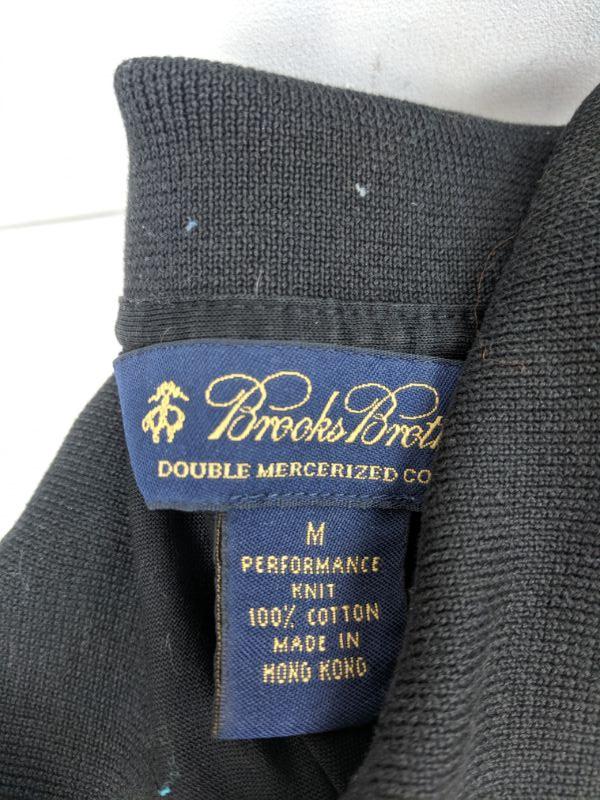 Brooks Brot
DOUBLE MERCERIZED CO
M
PERFORMANCE
KNIT
100% COTTON
MADE IN
HONG KONG